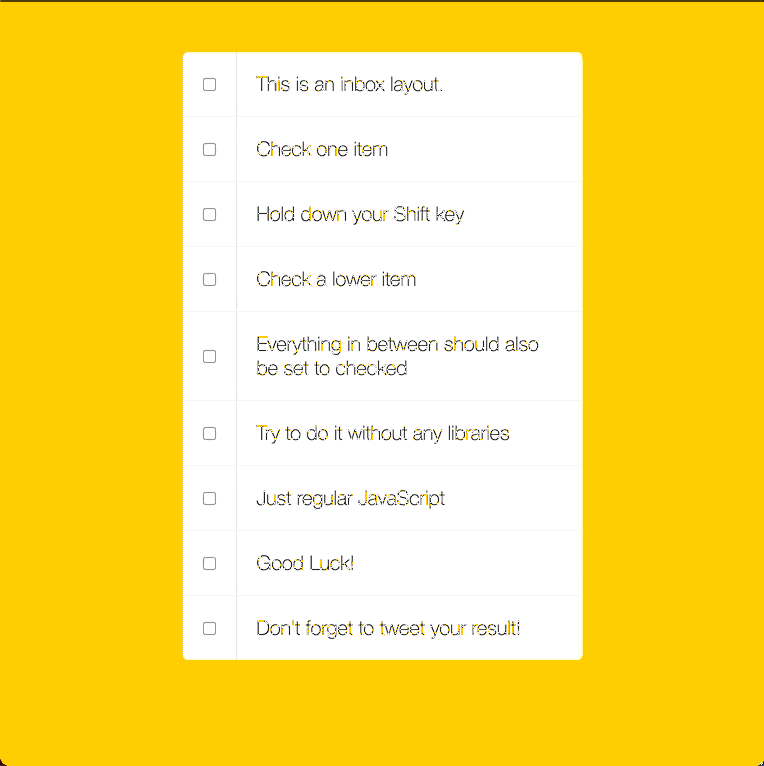 This is an inbox layout.
Check one item
Hold down your Shift key
Check a lower item
Everything in between should also
be set to checked
Try to do it without any libraries
Just regular JavaScript
Good Luck!
Don't forget to tweet your result!